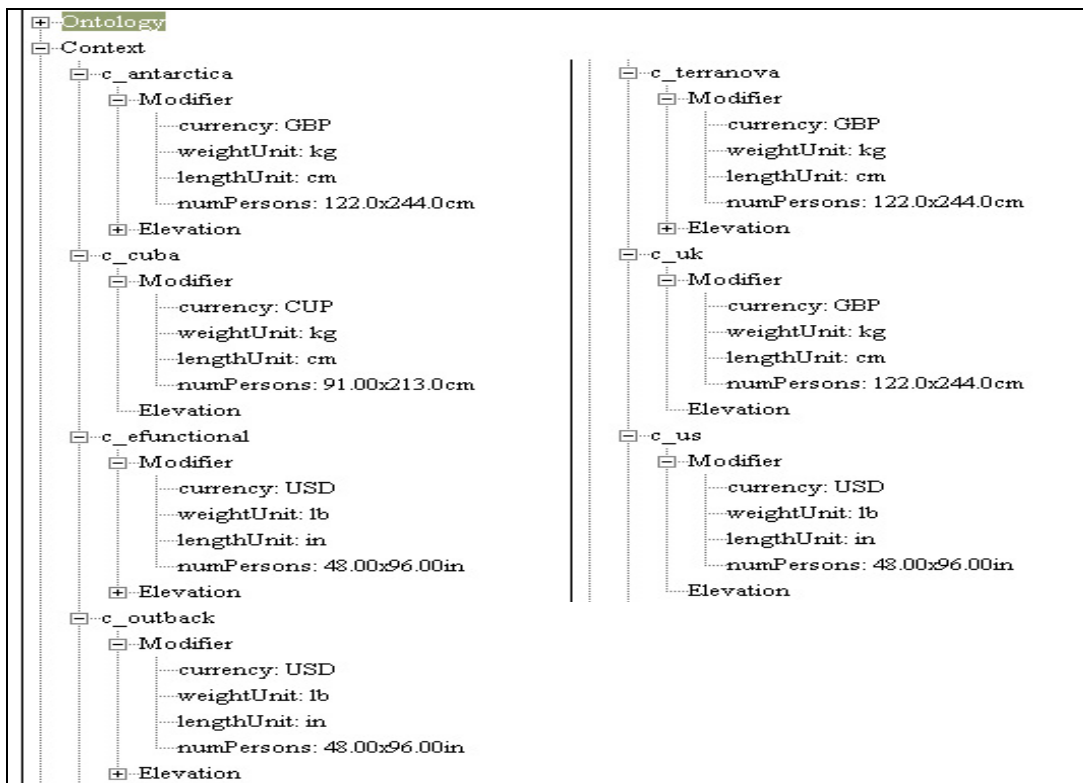 Ontology
Context
c_antarctica
Modifier
currency: GBP
weightUnit: kg
lengthUnit: cm
numPersons: 122.0x244.0cm
Elevation
c_cuba
Modifier
currency: CUP
weightUnit: kg
lengthUnit: cm
numPersons: 91.00x213.0cm
Elevation
c_efunctional
Modifier
currency: USD
weightUnit: lb
lengthUnit: in
numPersons: 48.00x96.00in
Elevation
c_outback
Modifier
currency: USD
weightUnit: lb
lengthUnit: in
numPersons: 48.00x96.00in
Elevation
c_terranova
Modifier
currency: GBP
weightUnit: kg
lengthUnit: cm
numPersons: 122.0x244.0cm
Elevation
c_uk
Modifier
currency: GBP
weightUnit: kg
lengthUnit: cm
numPersons: 122.0x244.0cm
Elevation
c_us
Modifier
currency: USD
weightUnit: lb
lengthUnit: in
numPersons: 48.00x96.00in
Elevation